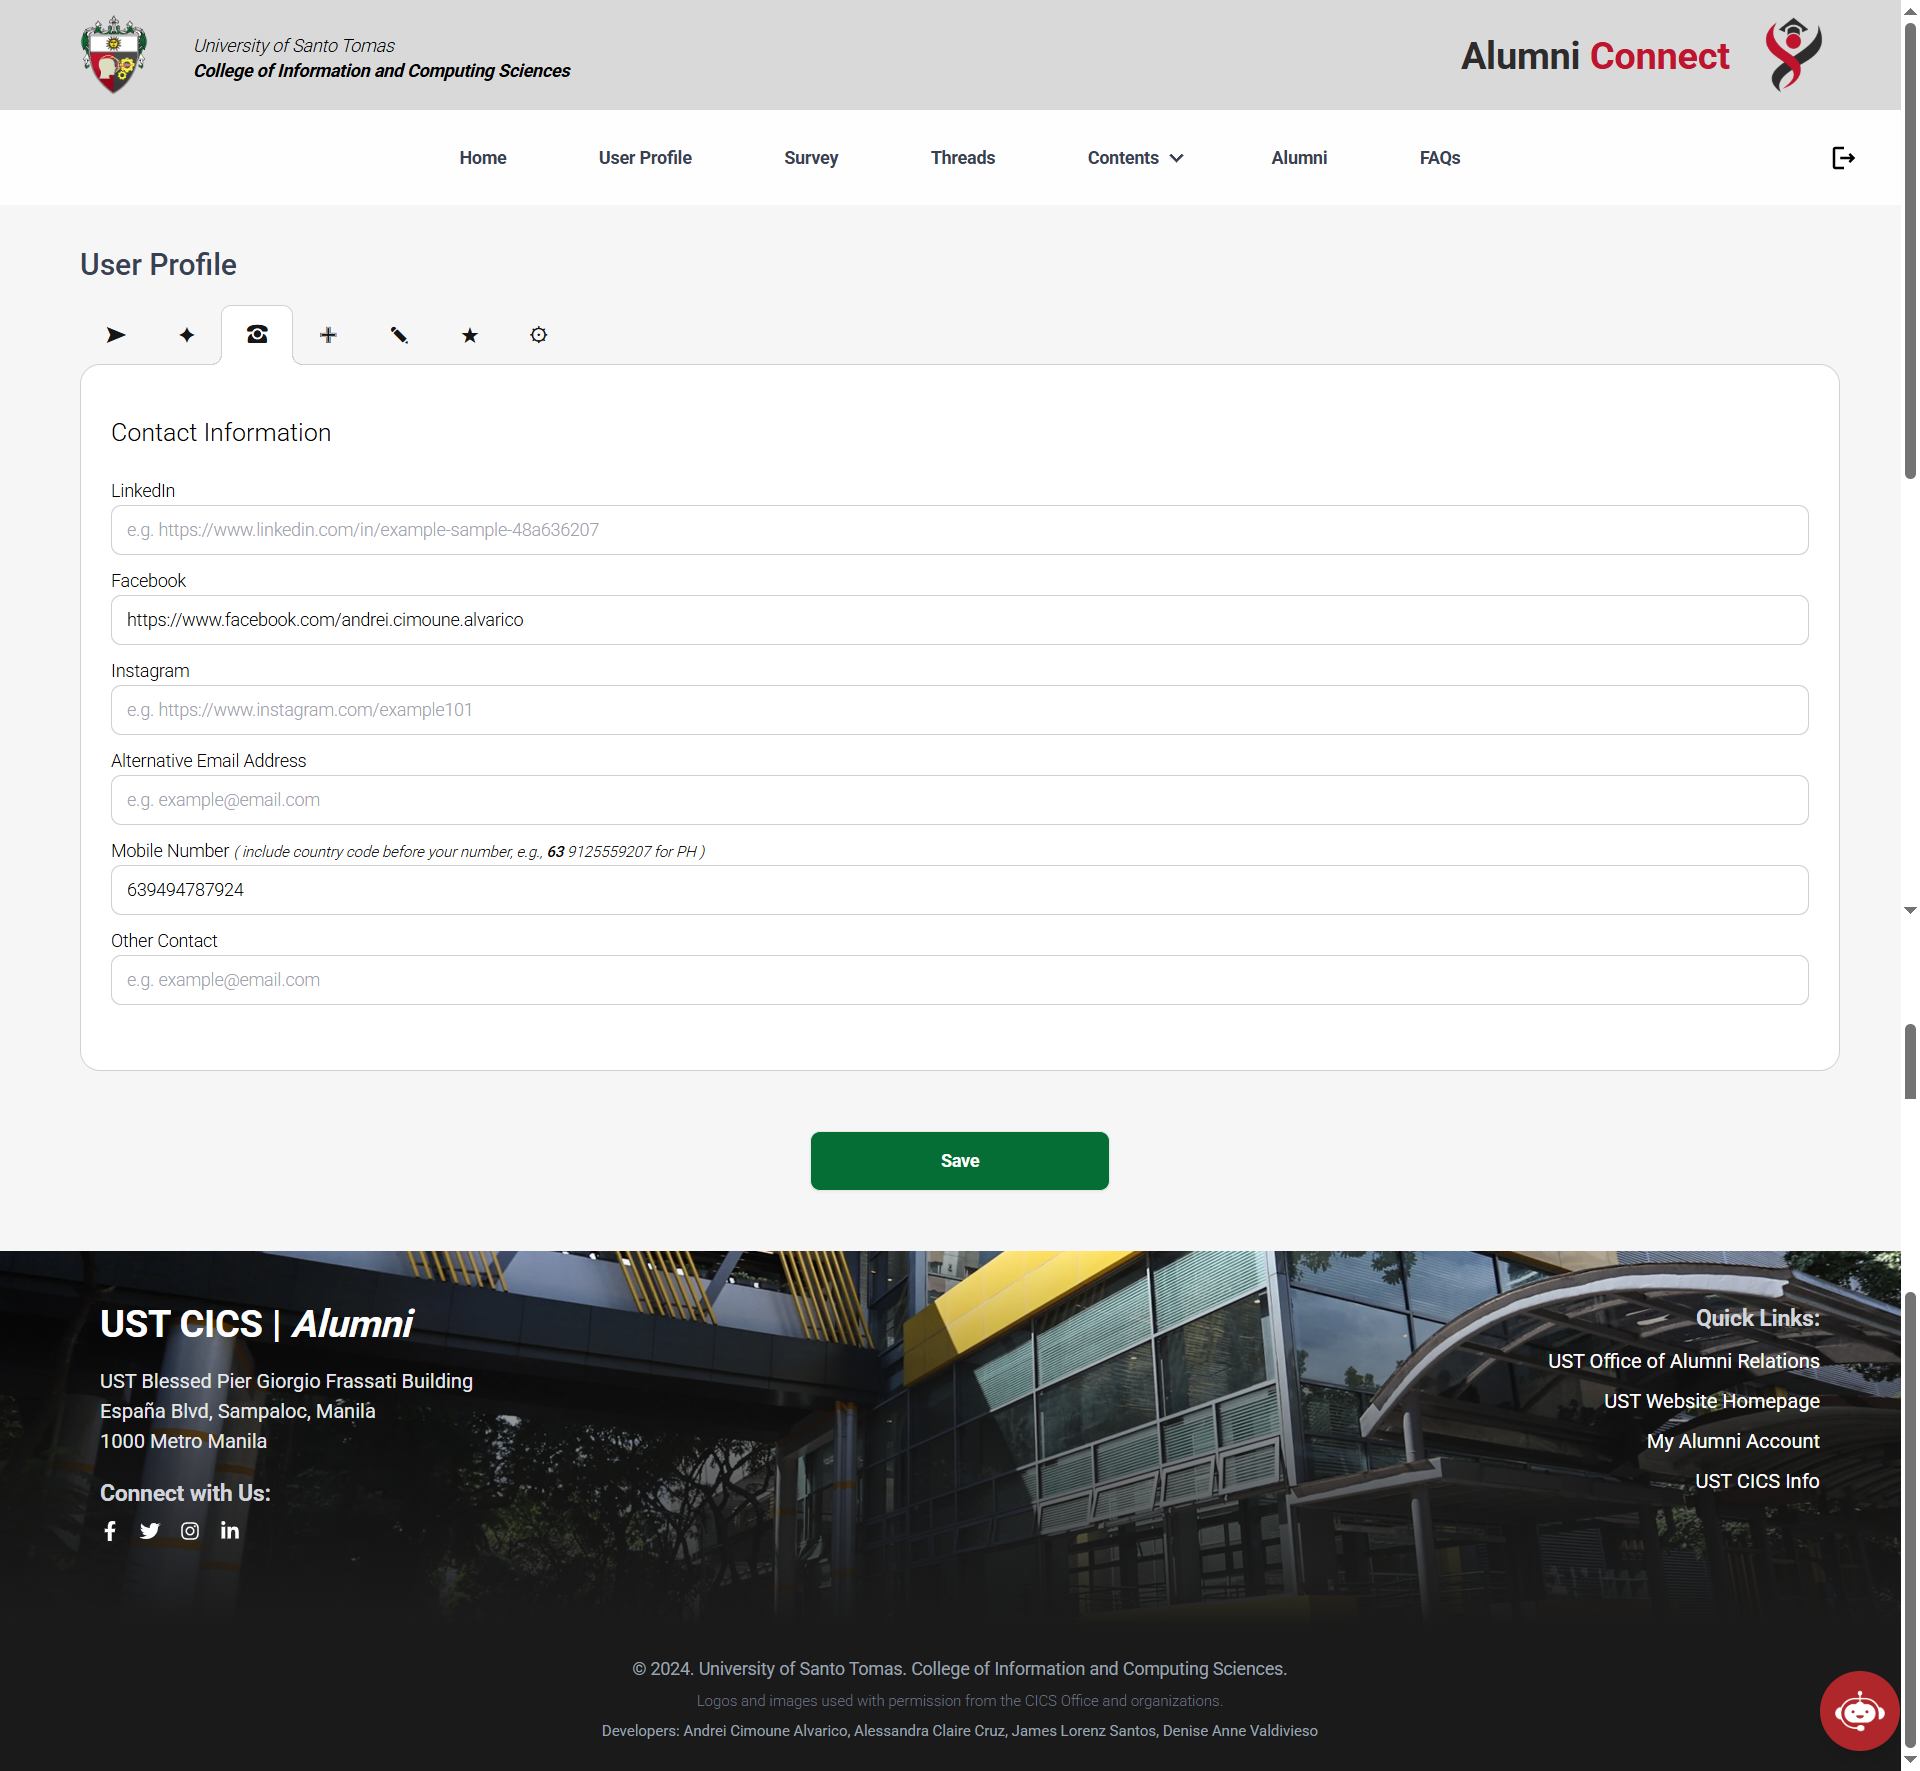 University of Santo Tomas
College of Information and Computing Sciences
Alumni Connect
Home
User Profile
Survey
Threads
Contents
Alumni
FAQs
User Profile
Contact Information
LinkedIn
e.g. https://www.linkedin.com/in/example-sample-48a636207
Facebook
https://www.facebook.com/andrei.cimoune.alvarico
Instagram
e.g. https://www.instagram.com/example101
Alternative Email Address
e.g. example@email.com
Mobile Number ( include country code before your number, e.g., 63 9125559207 for PH )
639494787924
Other Contact
e.g. example@email.com
Save
UST CICS | Alumni
UST Blessed Pier Giorgio Frassati Building
España Blvd, Sampaloc, Manila
1000 Metro Manila
Connect with Us:
Quick Links:
UST Office of Alumni Relations
UST Website Homepage
My Alumni Account
UST CICS Info
© 2024. University of Santo Tomas. College of Information and Computing Sciences.
Logos and images used with permission from the CICS Office and organizations.
Developers: Andrei Cimoune Alvarico, Alessandra Claire Cruz, James Lorenz Santos, Denise Anne Valdivieso